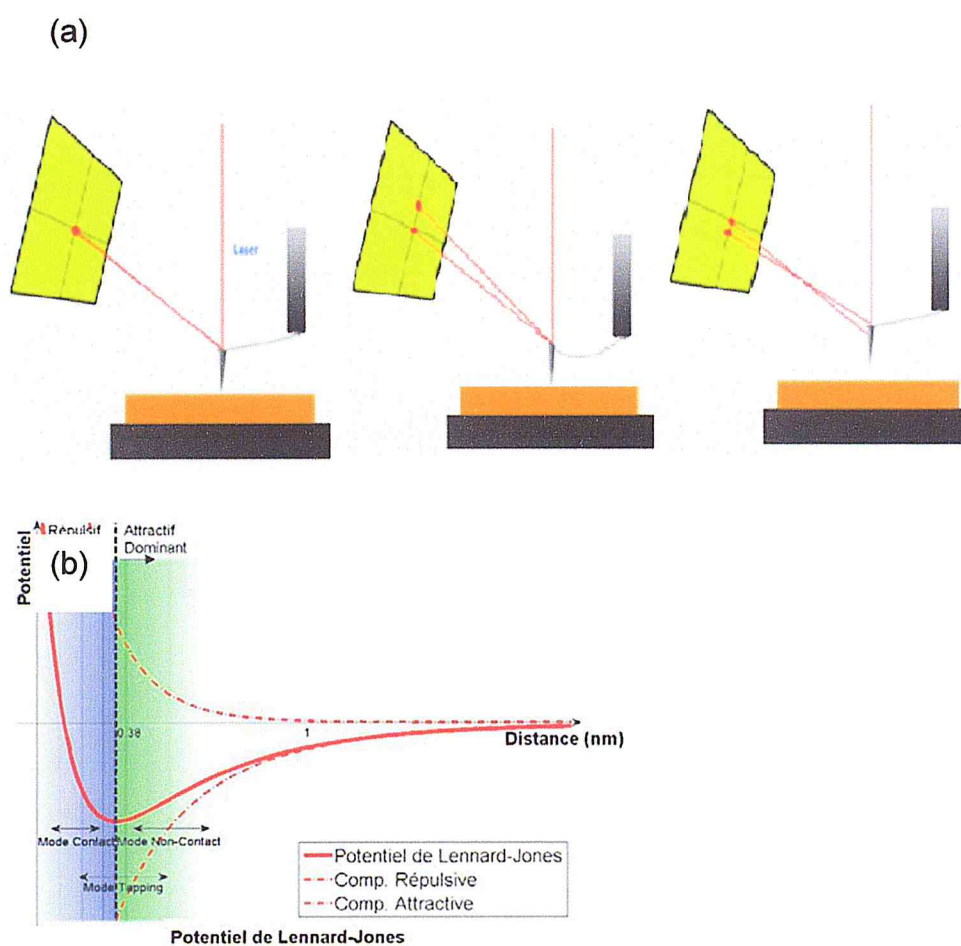 (a)
Laser
(b)
Potentiel
Répulsif
Attractif
Dominant
0.38
1
Distance (nm)
Mode Contact
Mode Non-Contact
Mode Tapping
Potentiel de Lennard-Jones
Comp. Répulsive
Comp. Attractive
Potentiel de Lennard-Jones